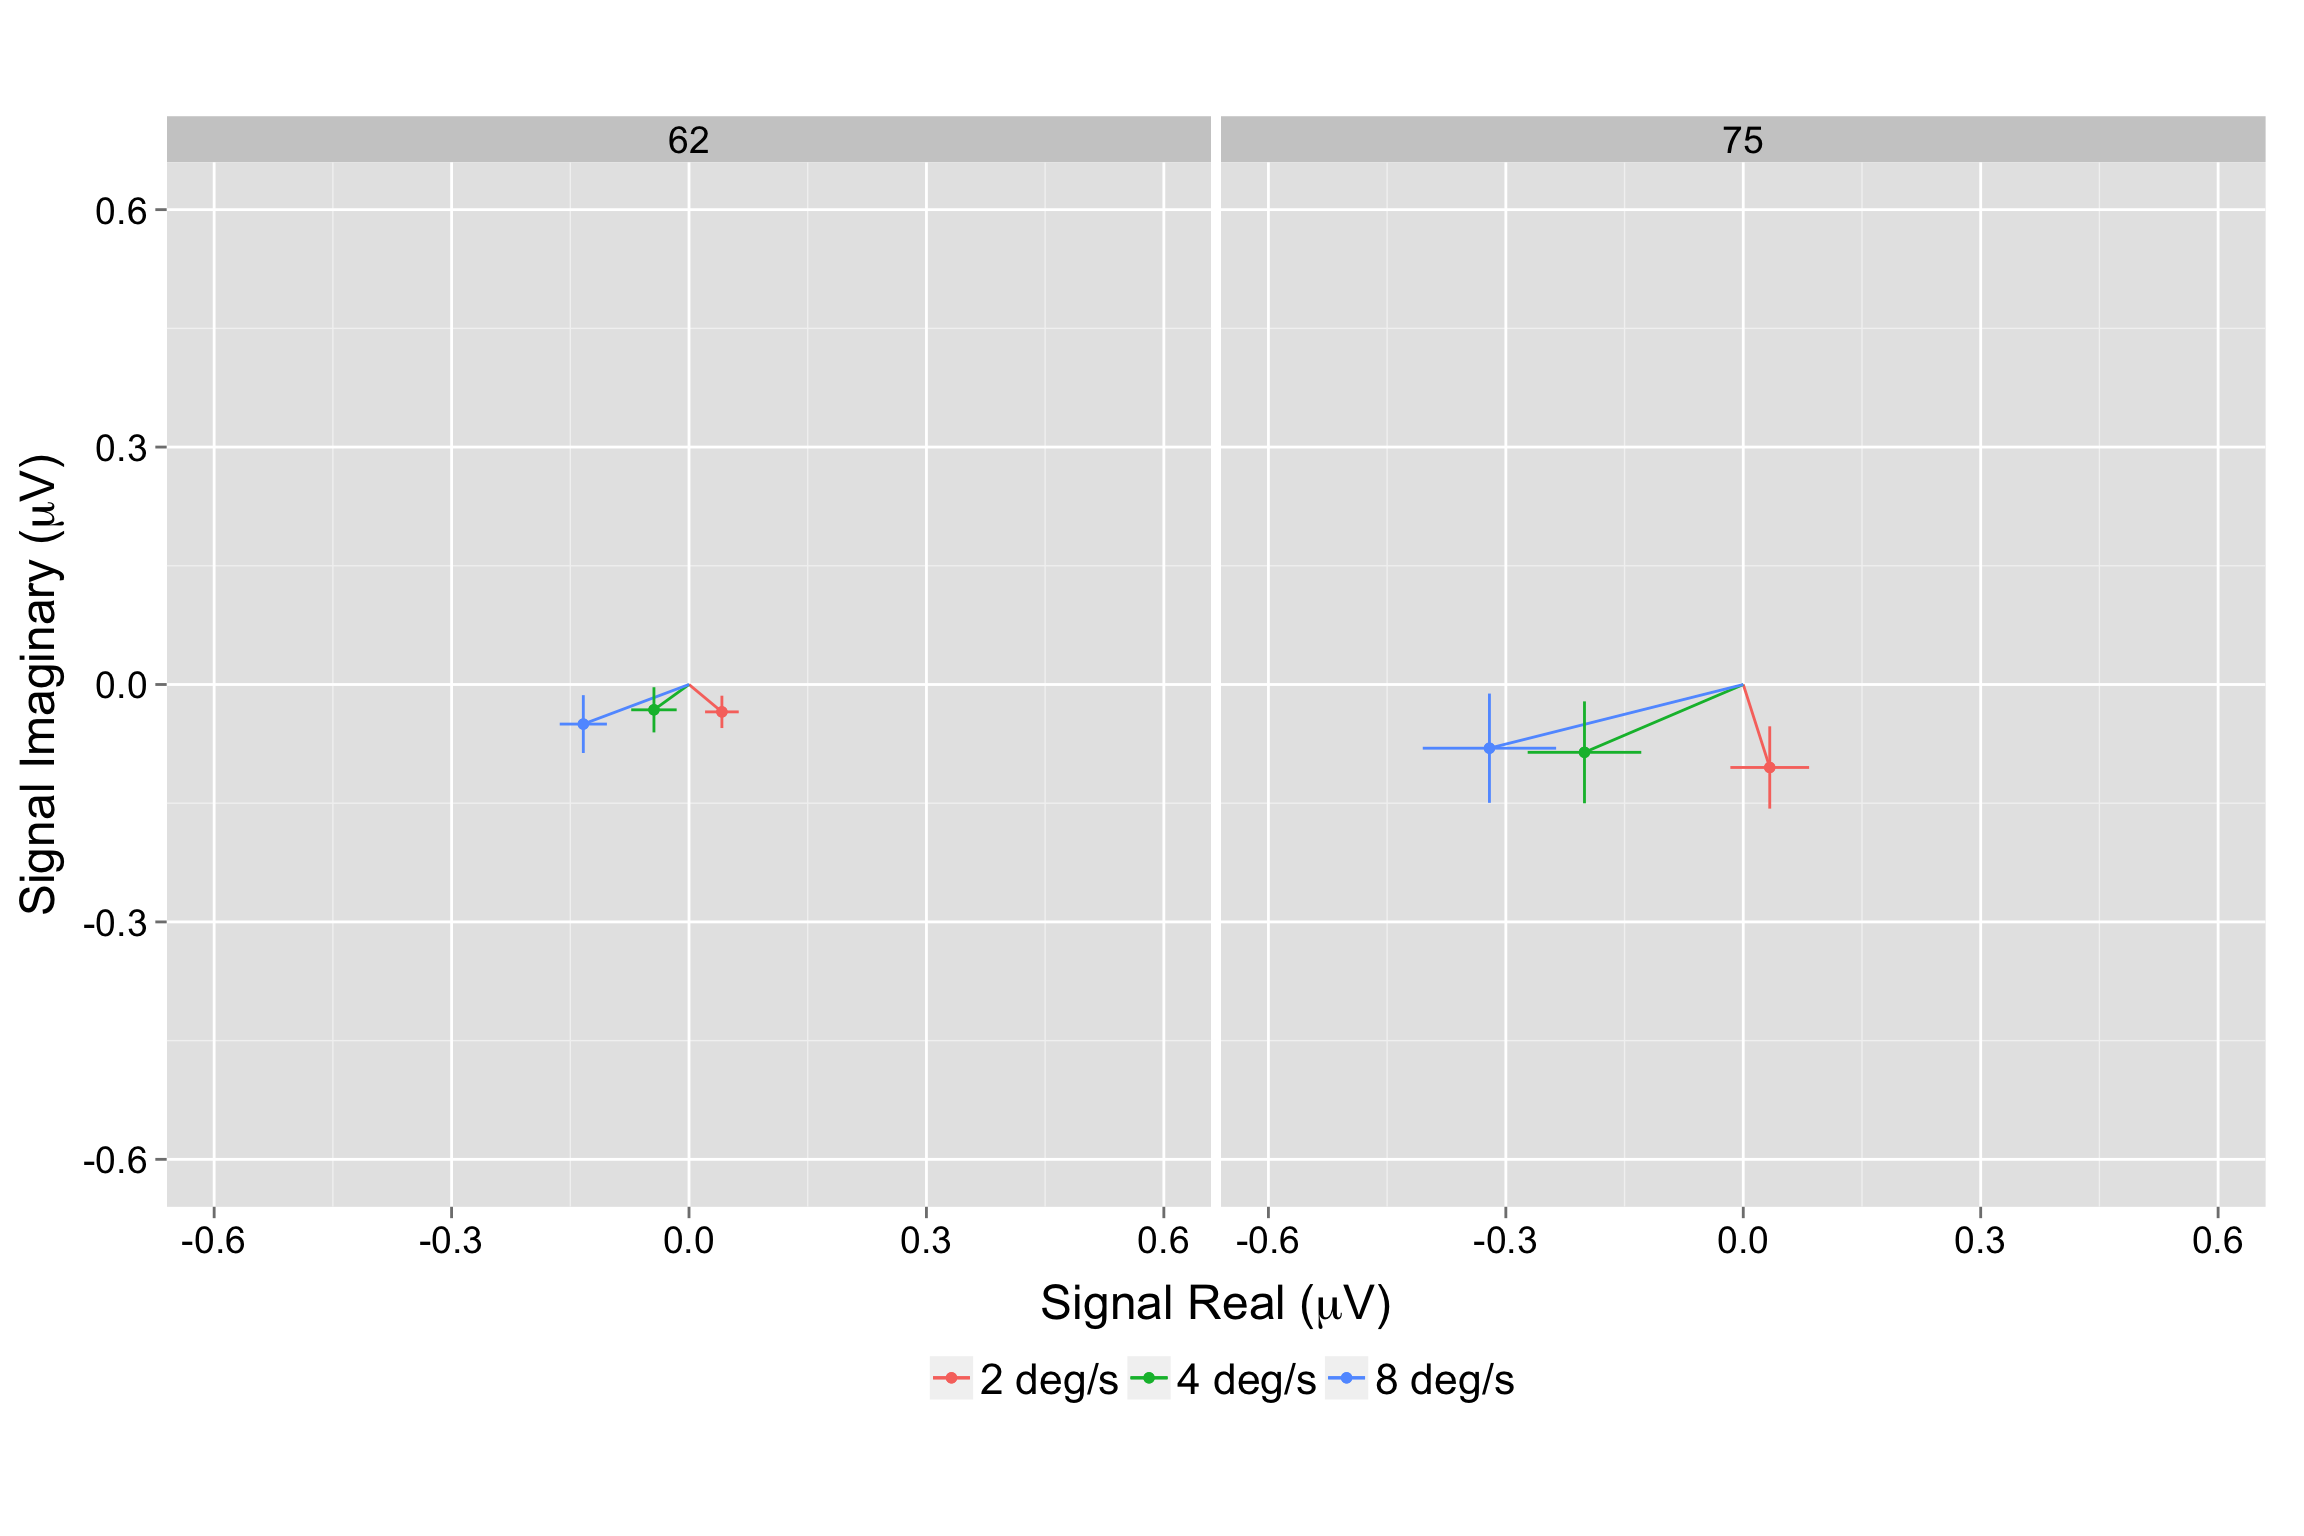 62 75
0.6
0.3
0.0
-0.3
-0.6
Signal Imaginary (μV)
-0.6 -0.3 0.0 0.3 0.6 -0.6 -0.3 0.0 0.3 0.6
Signal Real (μV)
2 deg/s 4 deg/s 8 deg/s